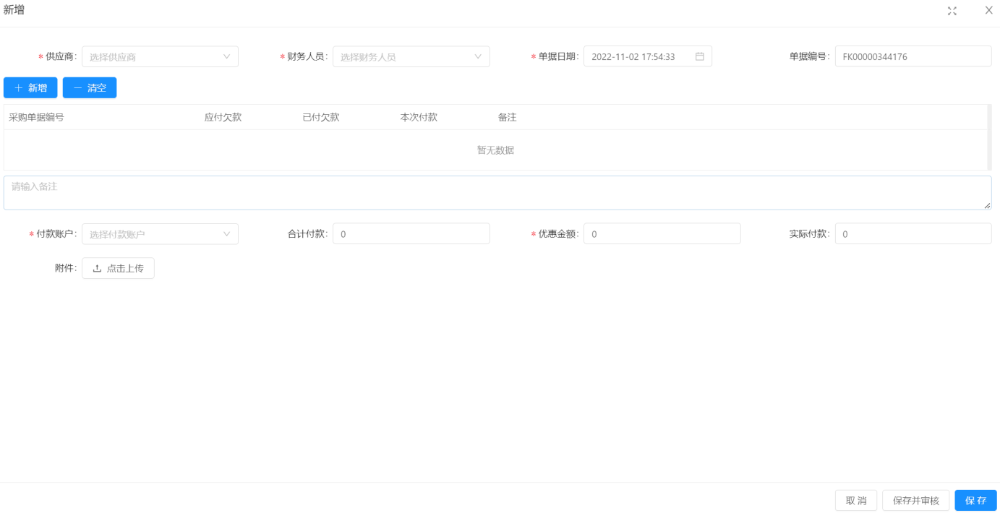 新增
* 供应商: 选择供应商 * 财务人员: 选择财务人员 * 单据日期: 2022-11-02 17:54:33 单据编号: FK00000344176
+ 新增 — 清空
采购单据编号 应付欠款 已付欠款 本次付款 备注
暂无数据
请输入备注
* 付款账户: 选择付款账户 合计付款: 0 * 优惠金额: 0 实际付款: 0
附件: 点击上传
取 消 保存并审核 保 存